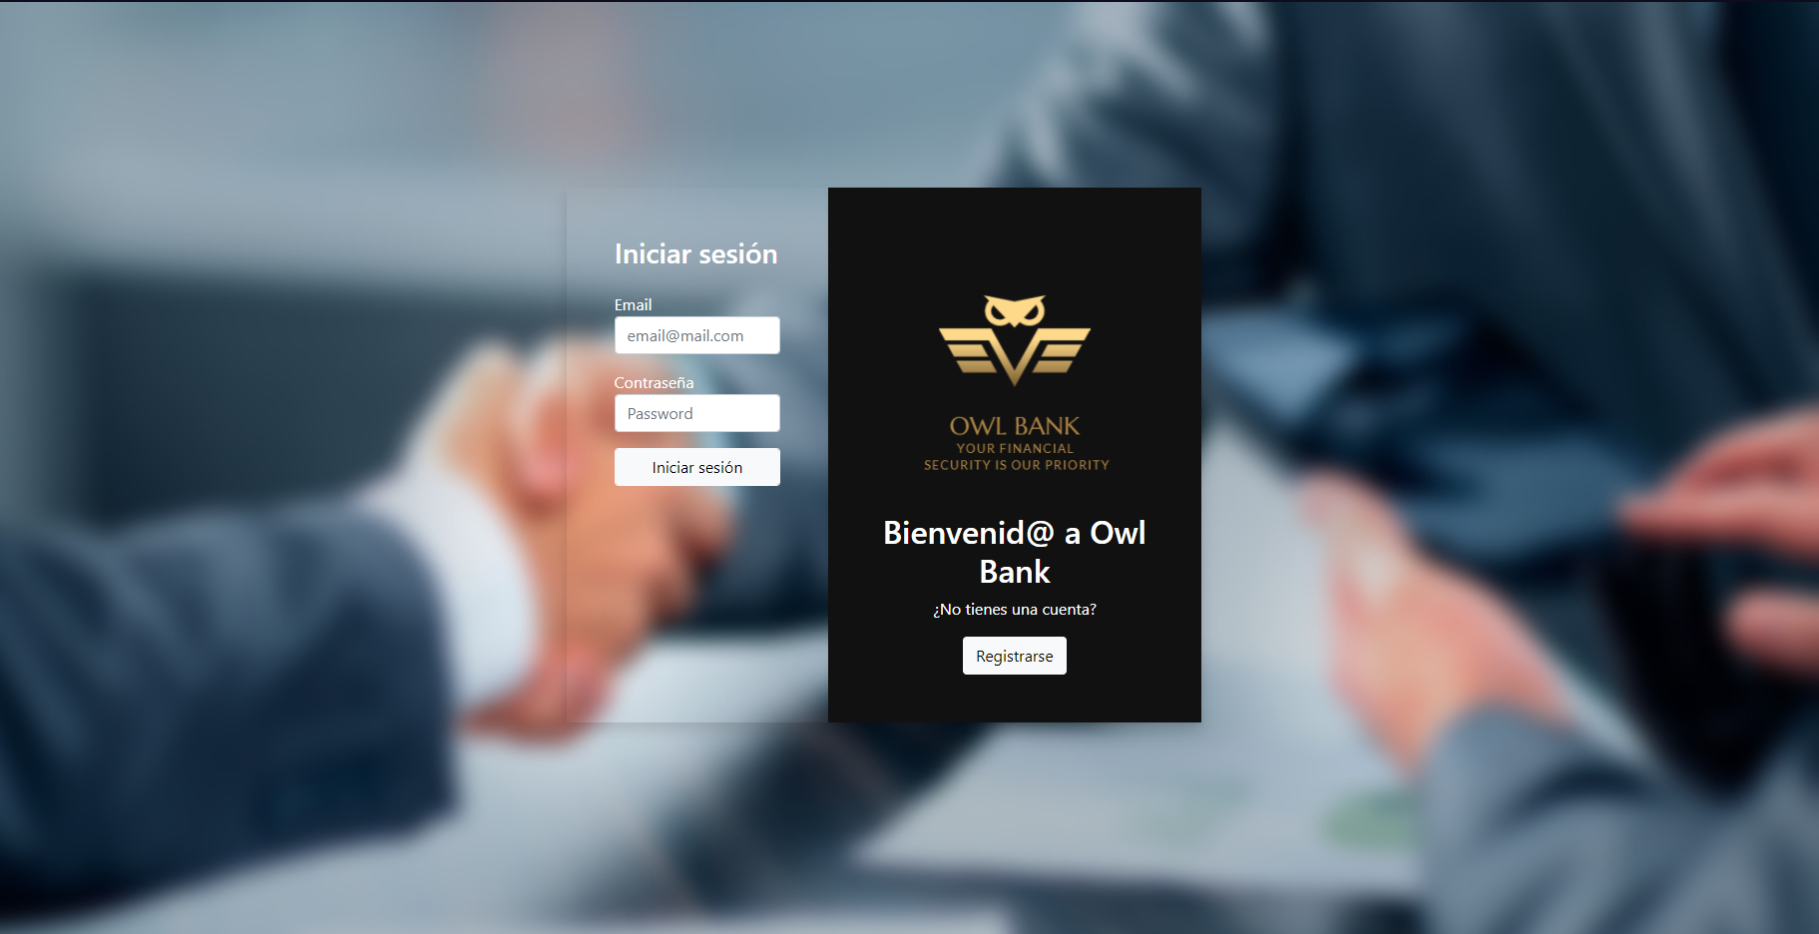 Iniciar sesión
Email
email@mail.com
Contraseña
Password
Iniciar sesión
OWL BANK
YOUR FINANCIAL
SECURITY IS OUR PRIORITY
Bienvenid@ a Owl
Bank
¿No tienes una cuenta?
Registrarse